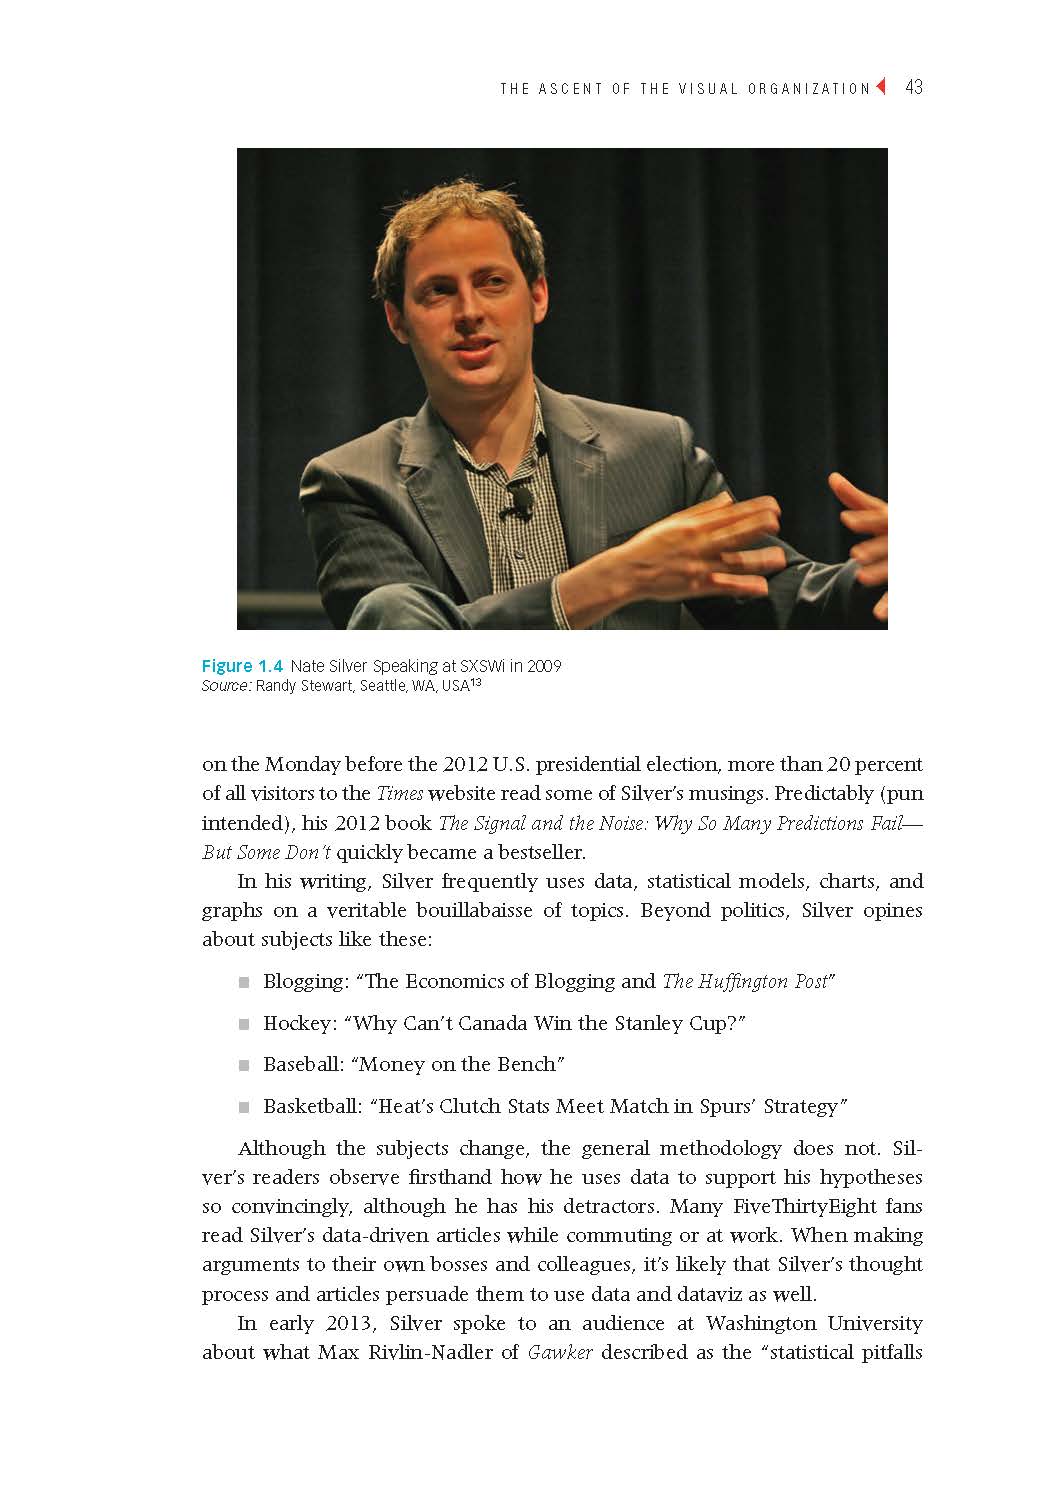 THE ASCENT OF THE VISUAL ORGANIZATION 43
Figure 1.4 Nate Silver Speaking at SXSWi in 2009
Source: Randy Stewart, Seattle, WA, USA13
on the Monday before the 2012 U.S. presidential election, more than 20 percent
of all visitors to the Times website read some of Silver’s musings. Predictably (pun
intended), his 2012 book The Signal and the Noise: Why So Many Predictions Fail—
But Some Don’t quickly became a bestseller.
In his writing, Silver frequently uses data, statistical models, charts, and
graphs on a veritable bouillabaisse of topics. Beyond politics, Silver opines
about subjects like these:
■ Blogging: “The Economics of Blogging and The Huffington Post”
■ Hockey: “Why Can’t Canada Win the Stanley Cup?”
■ Baseball: “Money on the Bench”
■ Basketball: “Heat’s Clutch Stats Meet Match in Spurs’ Strategy”
Although the subjects change, the general methodology does not. Sil-
ver’s readers observe firsthand how he uses data to support his hypotheses
so convincingly, although he has his detractors. Many FiveThirtyEight fans
read Silver’s data-driven articles while commuting or at work. When making
arguments to their own bosses and colleagues, it’s likely that Silver’s thought
process and articles persuade them to use data and dataviz as well.
In early 2013, Silver spoke to an audience at Washington University
about what Max Rivlin-Nadler of Gawker described as the “statistical pitfalls